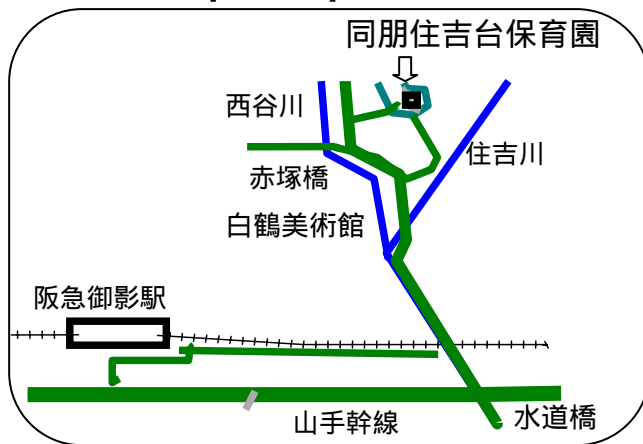 同朋住吉台保育園
西谷川
住吉川
赤塚橋
白鶴美術館
阪急御影駅
山手幹線
水道橋